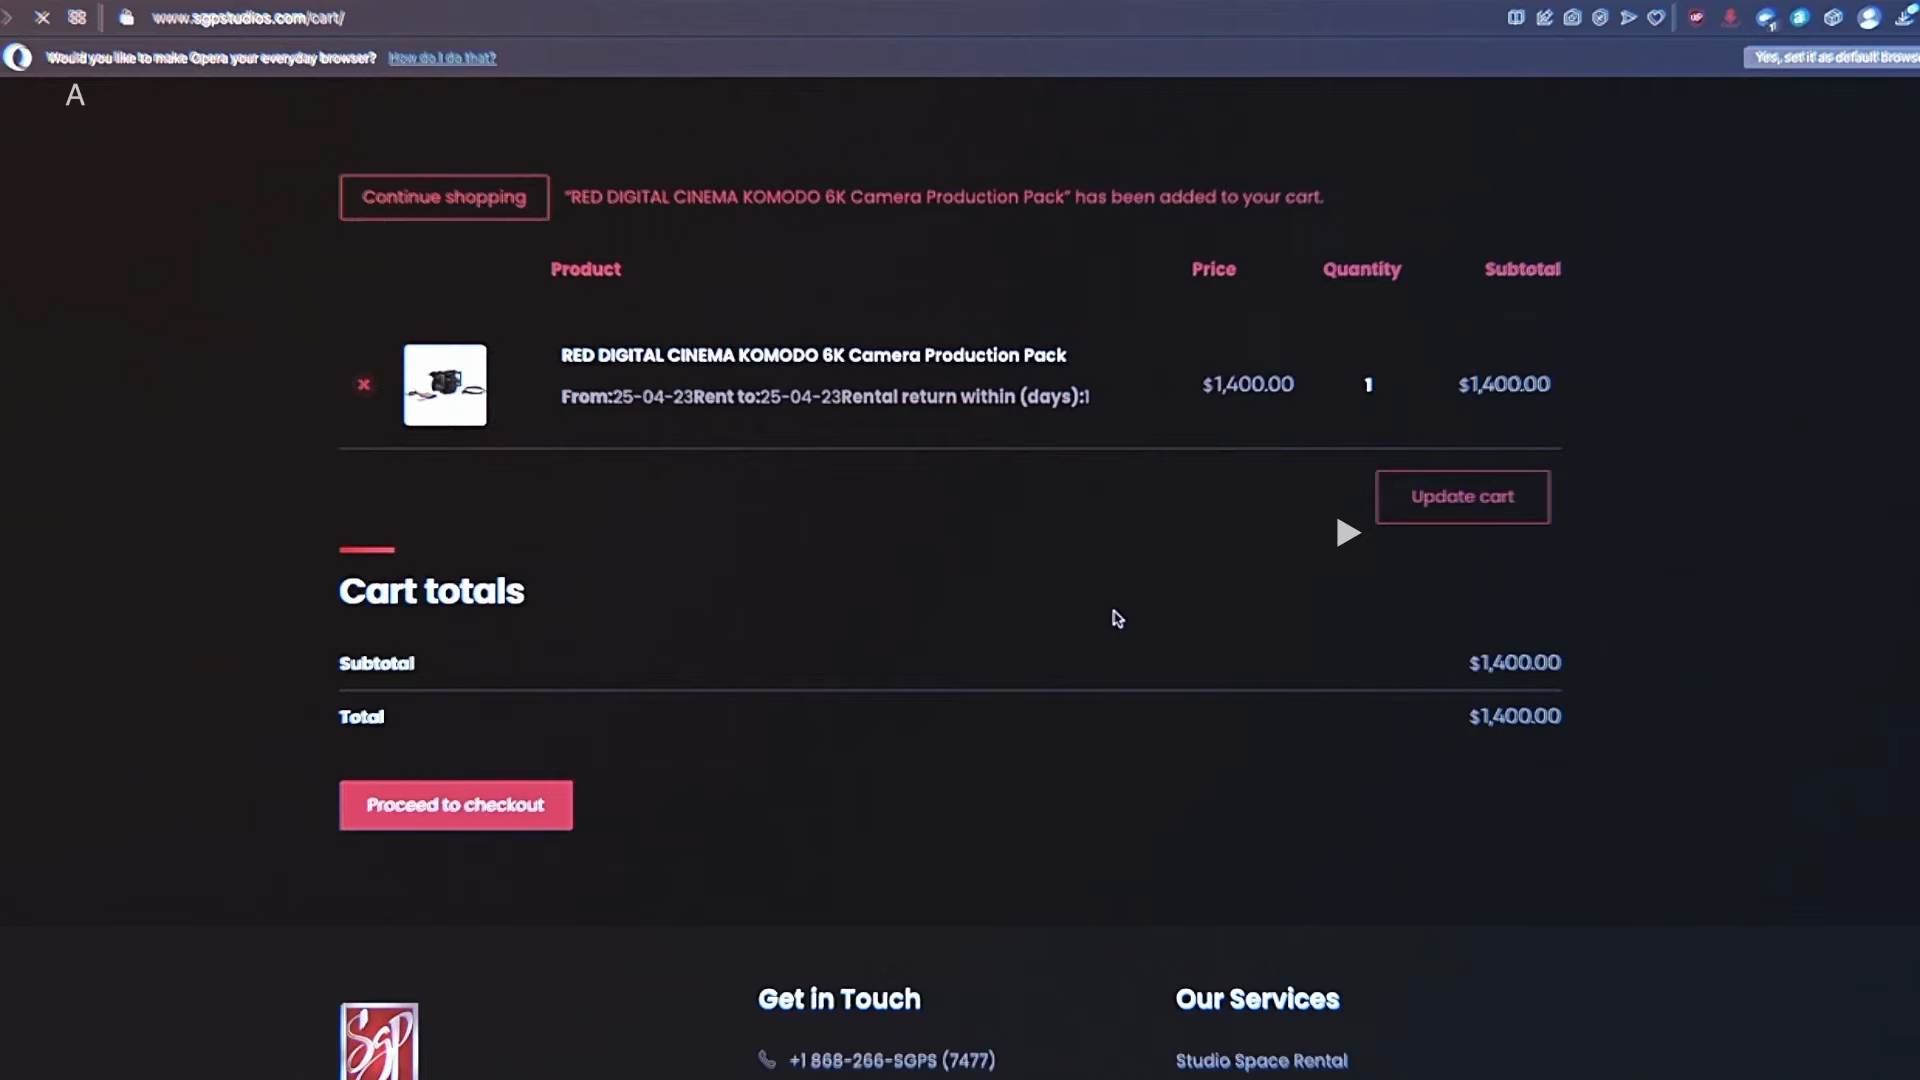 www.sgpstudios.com/cart/
Would you like to make Opera your everyday browser? How do I do that? Yes, set it as default
A
Continue shopping "RED DIGITAL CINEMA KOMODO 6K Camera Production Pack" has been added to your cart.
Product Price Quantity Subtotal
RED DIGITAL CINEMA KOMODO 6K Camera Production Pack
From:25-04-23Rent to:25-04-23Rental return within (days):1
$1,400.00 1 $1,400.00
Update cart
Cart totals
Subtotal $1,400.00
Total $1,400.00
Proceed to checkout
Get in Touch Our Services
SGP
+1 868-266-SGPS (7477) Studio Space Rental